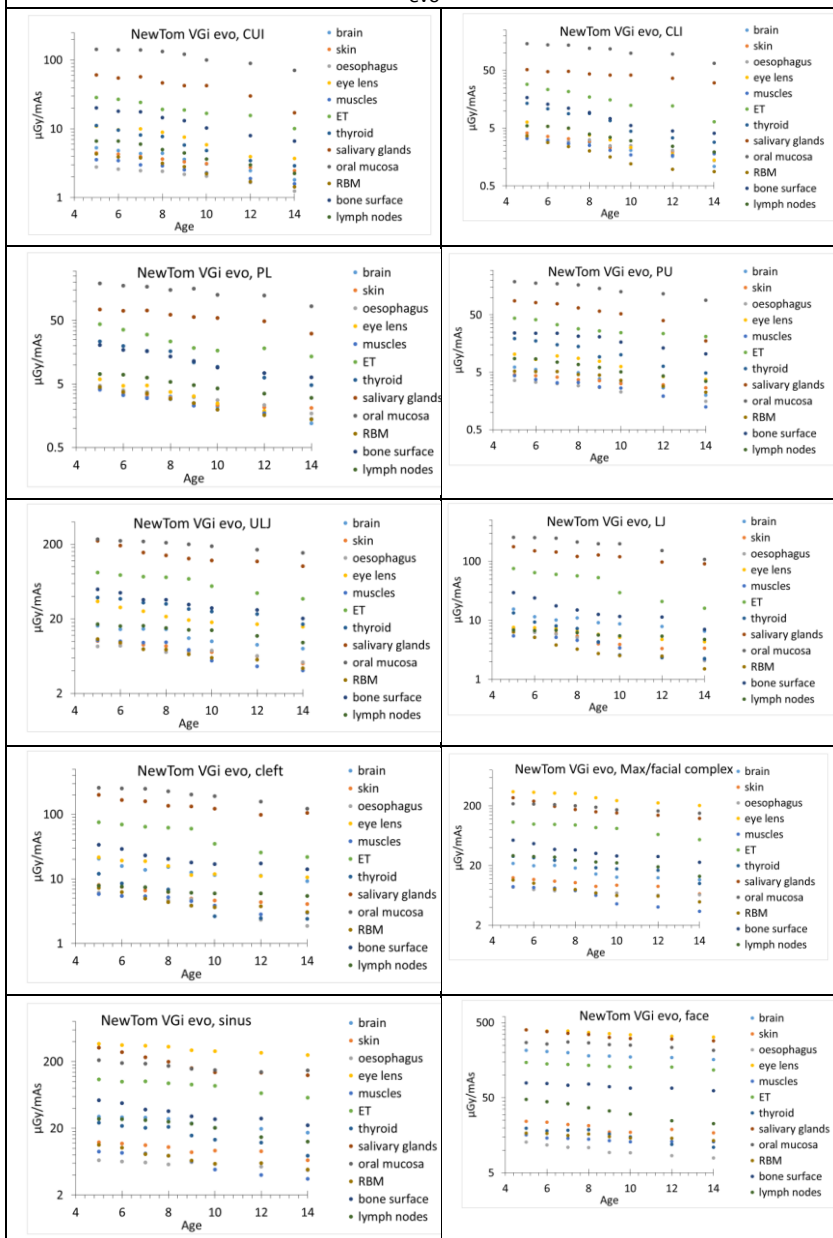 evo
NewTom VGi evo, CUI
µGy/mAs
100
10
1
4 6 8 10 12 14
Age
brain
skin
oesophagus
eye lens
muscles
ET
thyroid
salivary glands
oral mucosa
RBM
bone surface
lymph nodes
NewTom VGi evo, CLI
µGy/mAs
50
5
0.5
4 6 8 10 12 14
Age
brain
skin
oesophagus
eye lens
muscles
ET
thyroid
salivary glands
oral mucosa
RBM
bone surface
lymph nodes
NewTom VGi evo, PL
µGy/mAs
50
5
0.5
4 6 8 10 12 14
Age
brain
skin
oesophagus
eye lens
muscles
ET
thyroid
salivary glands
oral mucosa
RBM
bone surface
lymph nodes
NewTom VGi evo, PU
µGy/mAs
50
5
0.5
4 6 8 10 12 14
Age
brain
skin
oesophagus
eye lens
muscles
ET
thyroid
salivary glands
oral mucosa
RBM
bone surface
lymph nodes
NewTom VGi evo, ULJ
µGy/mAs
200
20
2
4 6 8 10 12 14
Age
brain
skin
oesophagus
eye lens
muscles
ET
thyroid
salivary glands
oral mucosa
RBM
bone surface
lymph nodes
NewTom VGi evo, LJ
µGy/mAs
100
10
1
4 6 8 10 12 14
Age
brain
skin
oesophagus
eye lens
muscles
ET
thyroid
salivary glands
oral mucosa
RBM
bone surface
lymph nodes
NewTom VGi evo, cleft
µGy/mAs
100
10
1
4 6 8 10 12 14
Age
brain
skin
oesophagus
eye lens
muscles
ET
thyroid
salivary glands
oral mucosa
RBM
bone surface
lymph nodes
NewTom VGi evo, Max/facial complex
µGy/mAs
200
20
2
4 6 8 10 12 14
Age
brain
skin
oesophagus
eye lens
muscles
ET
thyroid
salivary glands
oral mucosa
RBM
bone surface
lymph nodes
NewTom VGi evo, sinus
µGy/mAs
200
20
2
4 6 8 10 12 14
Age
brain
skin
oesophagus
eye lens
muscles
ET
thyroid
salivary glands
oral mucosa
RBM
bone surface
lymph nodes
NewTom VGi evo, face
µGy/mAs
500
50
5
4 6 8 10 12 14
Age
brain
skin
oesophagus
eye lens
muscles
ET
thyroid
salivary glands
oral mucosa
RBM
bone surface
lymph nodes